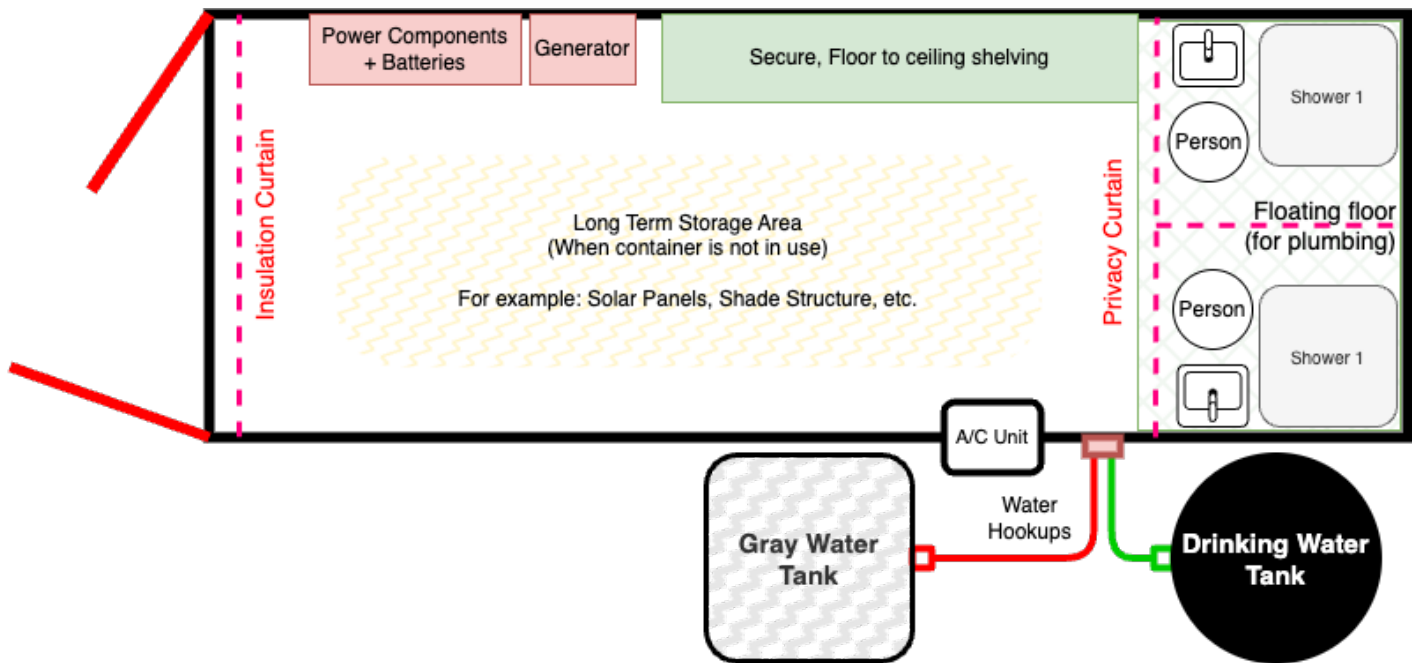 Power Components
+ Batteries
Generator
Secure, Floor to ceiling shelving
Shower 1
Person
Insulation Curtain
Privacy Curtain
Long Term Storage Area
(When container is not in use)
For example: Solar Panels, Shade Structure, etc.
Floating floor
(for plumbing)
Person
Shower 1
A/C Unit
Water
Hookups
Gray Water
Tank
Drinking Water
Tank